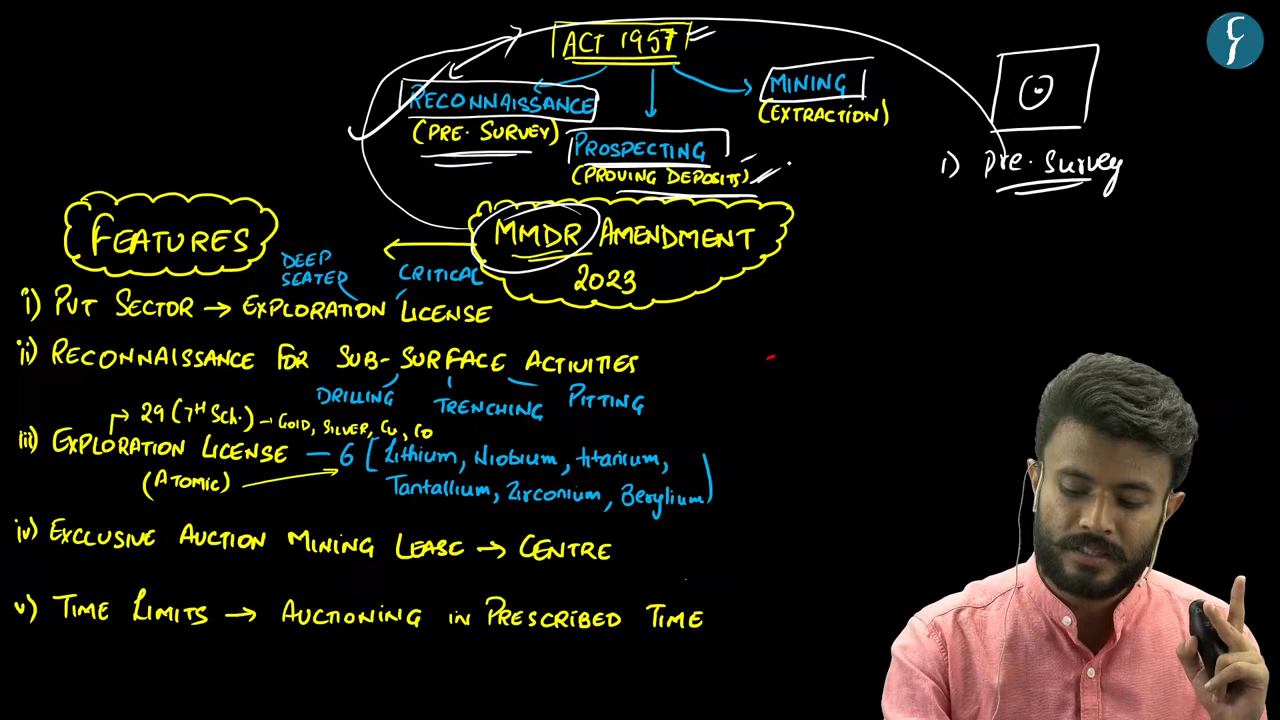 ACT 1957
RECONNAISSANCE
(PRE-SURVEY)
PROSPECTING
(PROVING DEPOSITS)
MINING
(EXTRACTION)
i) Pre-Survey
MMDR AMENDMENT
2023
FEATURES
DEEP
SEATER
CRITICAL
i) PVT SECTOR → EXPLORATION LICENSE
ii) RECONNAISSANCE FOR SUB-SURFACE ACTIVITIES
DRILLING TRENCHING PITTING
→ 29 (7TH Sch.) - GOLD, SILVER, Cu, CO
iii) EXPLORATION LICENSE — 6 [Lithium, Niobium, titanium,
(ATOMIC) → Tantallium, Zirconium, Berylium)
iv) EXCLUSIVE AUCTION MINING LEASE → CENTRE
v) TIME LIMITS → AUCTIONING IN PRESCRIBED TIME